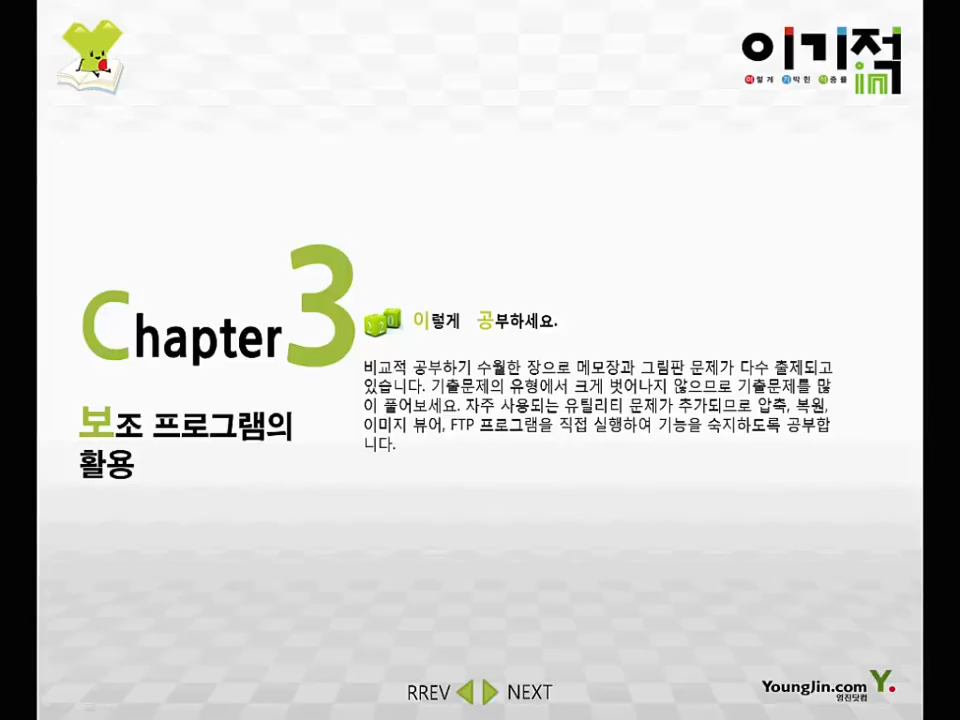 이기적 in
이렇게 기막힌 적중률
Chapter 3
보조 프로그램의
활용
이렇게 공부하세요.
비교적 공부하기 수월한 장으로 메모장과 그림판 문제가 다수 출제되고
있습니다. 기출문제의 유형에서 크게 벗어나지 않으므로 기출문제를 많
이 풀어보세요. 자주 사용되는 유틸리티 문제가 추가되므로 압축, 복원,
이미지 뷰어, FTP 프로그램을 직접 실행하여 기능을 숙지하도록 공부합
니다.
RREV NEXT
YoungJin.com Y.
영진닷컴